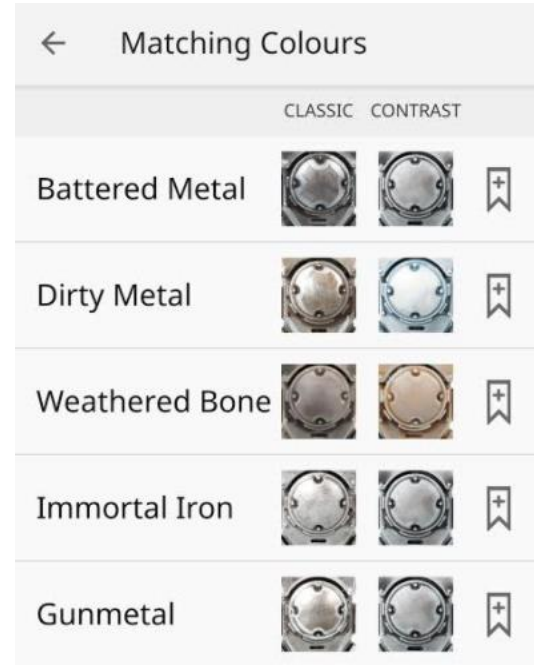 Matching Colours
CLASSIC CONTRAST
Battered Metal
Dirty Metal
Weathered Bone
Immortal Iron
Gunmetal